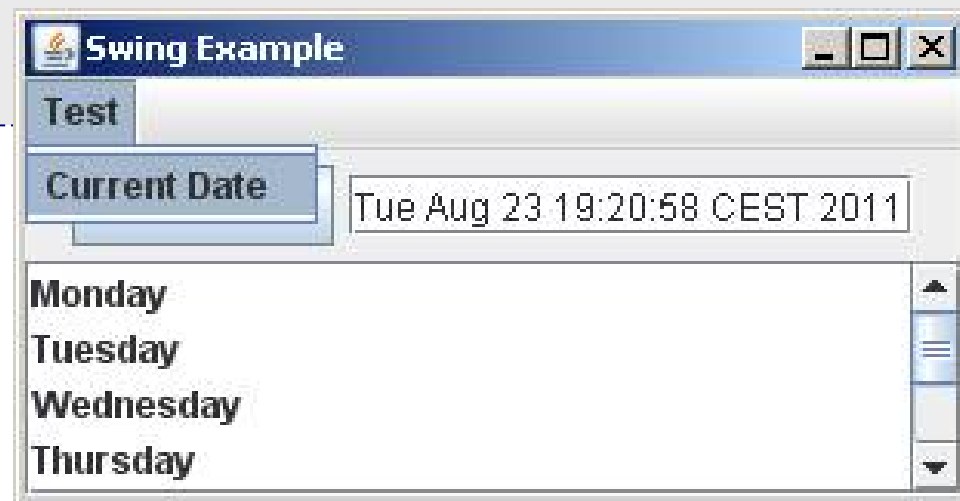 Swing Example
Test
Current Date
Tue Aug 23 19:20:58 CEST 2011
Monday
Tuesday
Wednesday
Thursday